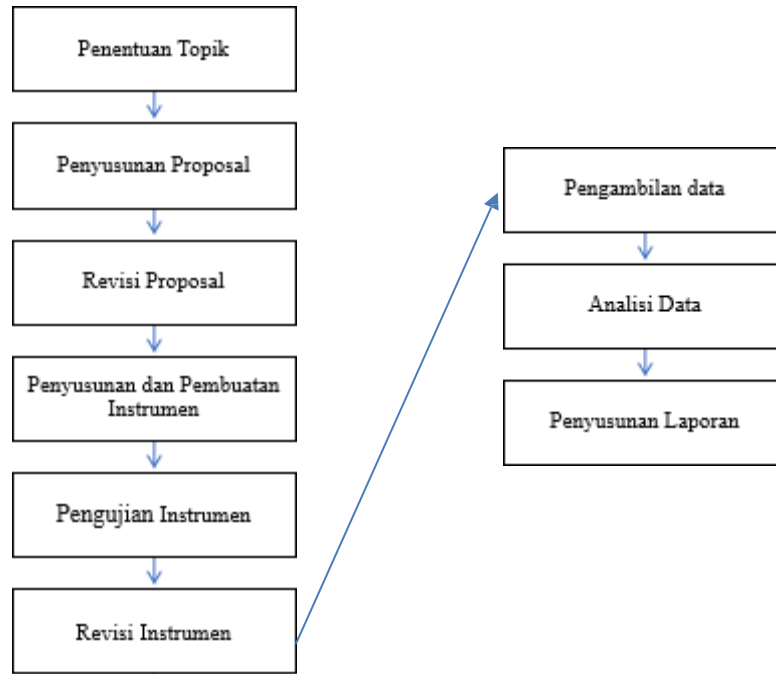 Penentuan Topik
Penyusunan Proposal
Revisi Proposal
Penyusunan dan Pembuatan
Instrumen
Pengujian Instrumen
Revisi Instrumen
Pengambilan data
Analisi Data
Penyusunan Laporan